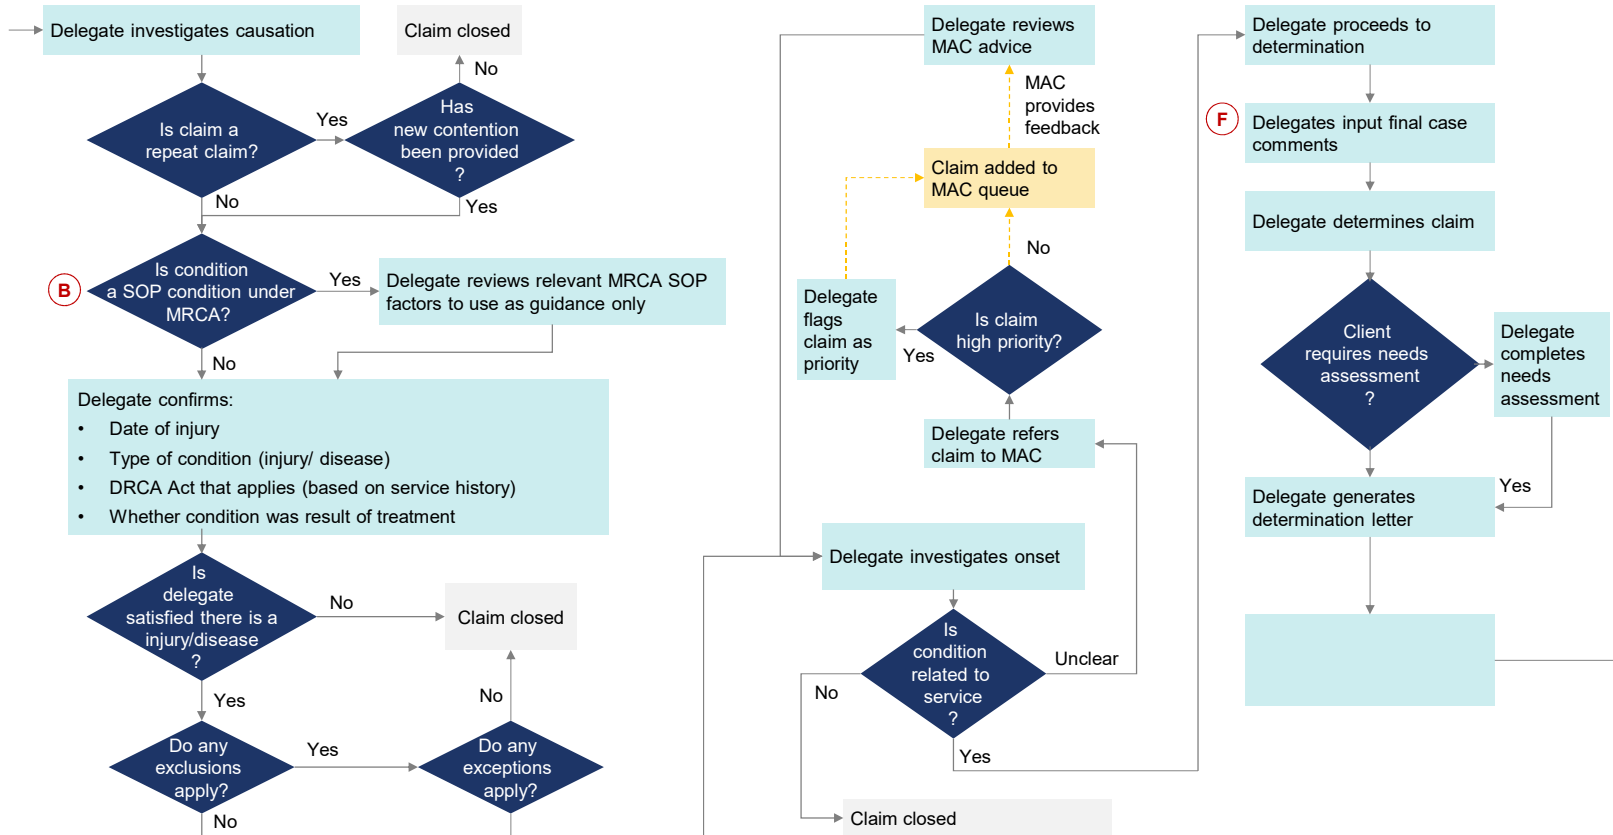 Delegate investigates causation
Claim closed
No
Is claim a
repeat claim?
Yes
Has
new contention
been provided
?
No
Yes
B
Is condition
a SOP condition under
MRCA?
Yes
Delegate reviews relevant MRCA SOP
factors to use as guidance only
No
Delegate confirms:
• Date of injury
• Type of condition (injury/ disease)
• DRCA Act that applies (based on service history)
• Whether condition was result of treatment
Is
delegate
satisfied there is a
injury/disease
?
No
Claim closed
Yes
No
Do any
exclusions
apply?
Yes
Do any
exceptions
apply?
No
Delegate reviews
MAC advice
MAC
provides
feedback
Claim added to
MAC queue
No
Delegate
flags
claim as
priority
Yes
Is claim
high priority?
Delegate refers
claim to MAC
Delegate investigates onset
Is
condition
related to
service
?
Unclear
No
Yes
Claim closed
Delegate proceeds to
determination
F
Delegates input final case
comments
Delegate determines claim
Client
requires needs
assessment
?
Delegate
completes
needs
assessment
Yes
Delegate generates
determination letter